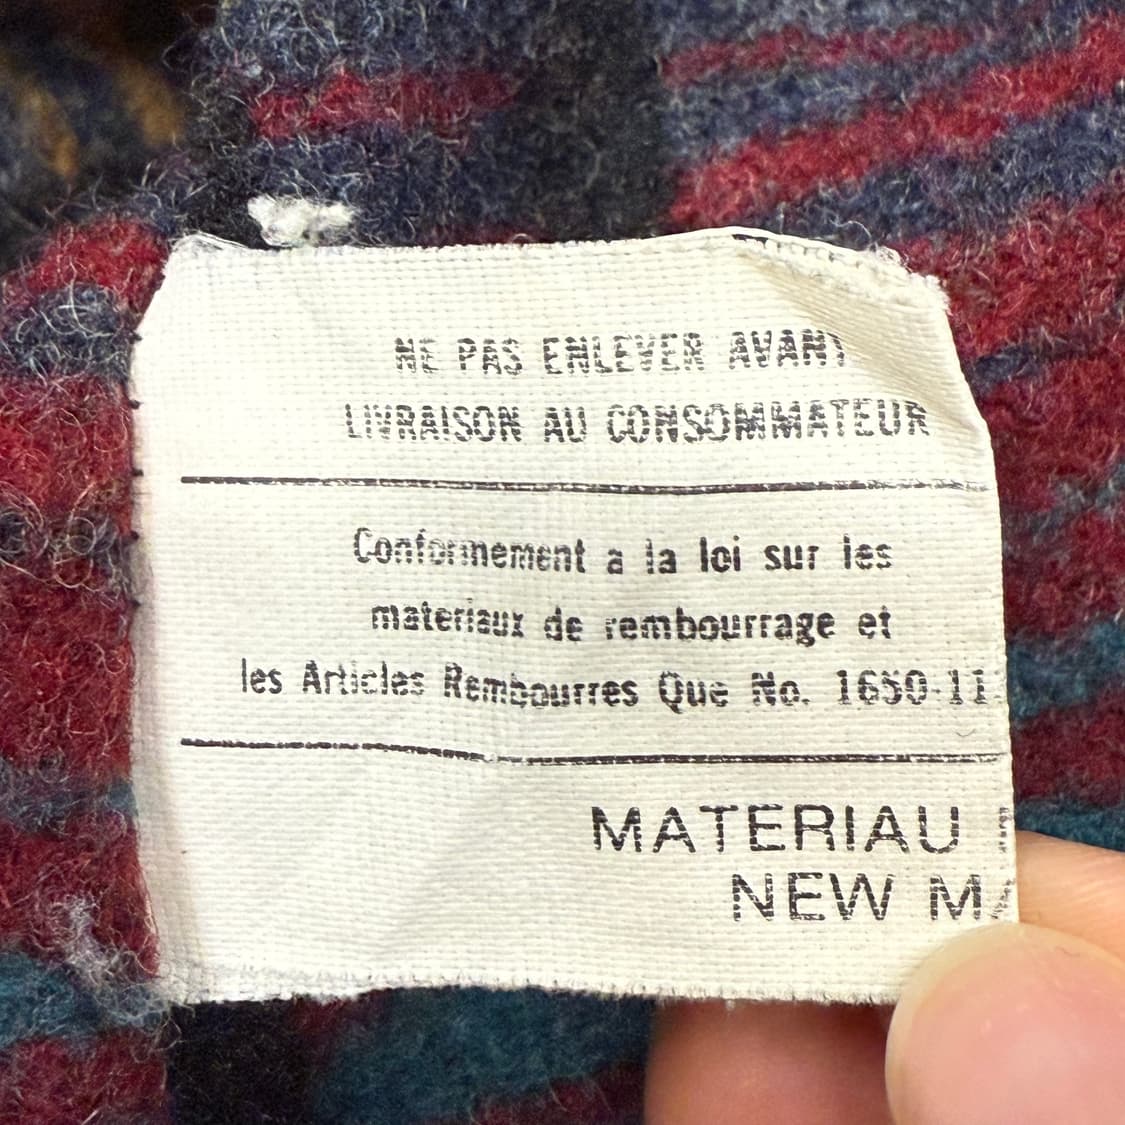 NE PAS ENLEVER AVANT
LIVRAISON AU CONSOMMATEUR
Conformement a la loi sur les
materiaux de rembourrage et
les Articles Rembourres Que No. 1650-11
MATERIAU
NEW M